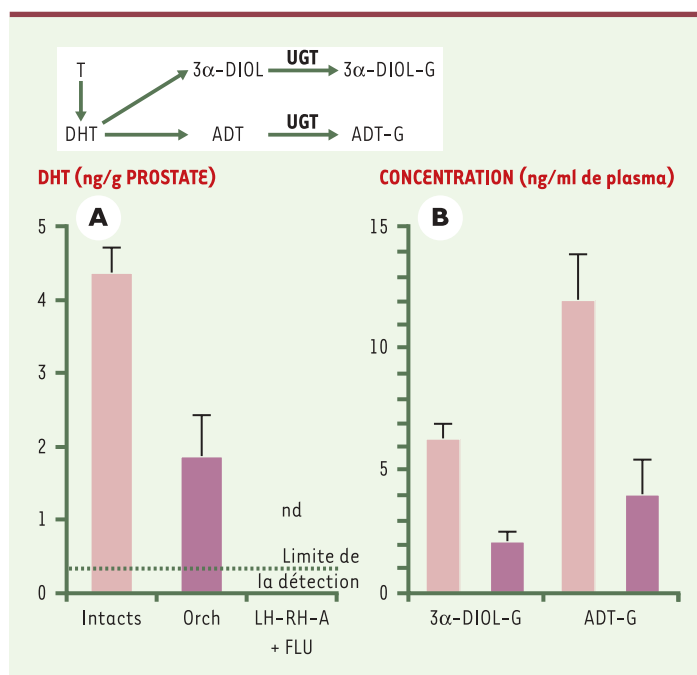 UGT
T 3α-DIOL 3α-DIOL-G
UGT
DHT ADT ADT-G
DHT (ng/g PROSTATE)
A
5
4
3
2
1
0
nd
Limite de
la détection
Intacts Orch LH-RH-A
+ FLU
CONCENTRATION (ng/ml de plasma)
B
15
10
5
0
3α-DIOL-G ADT-G